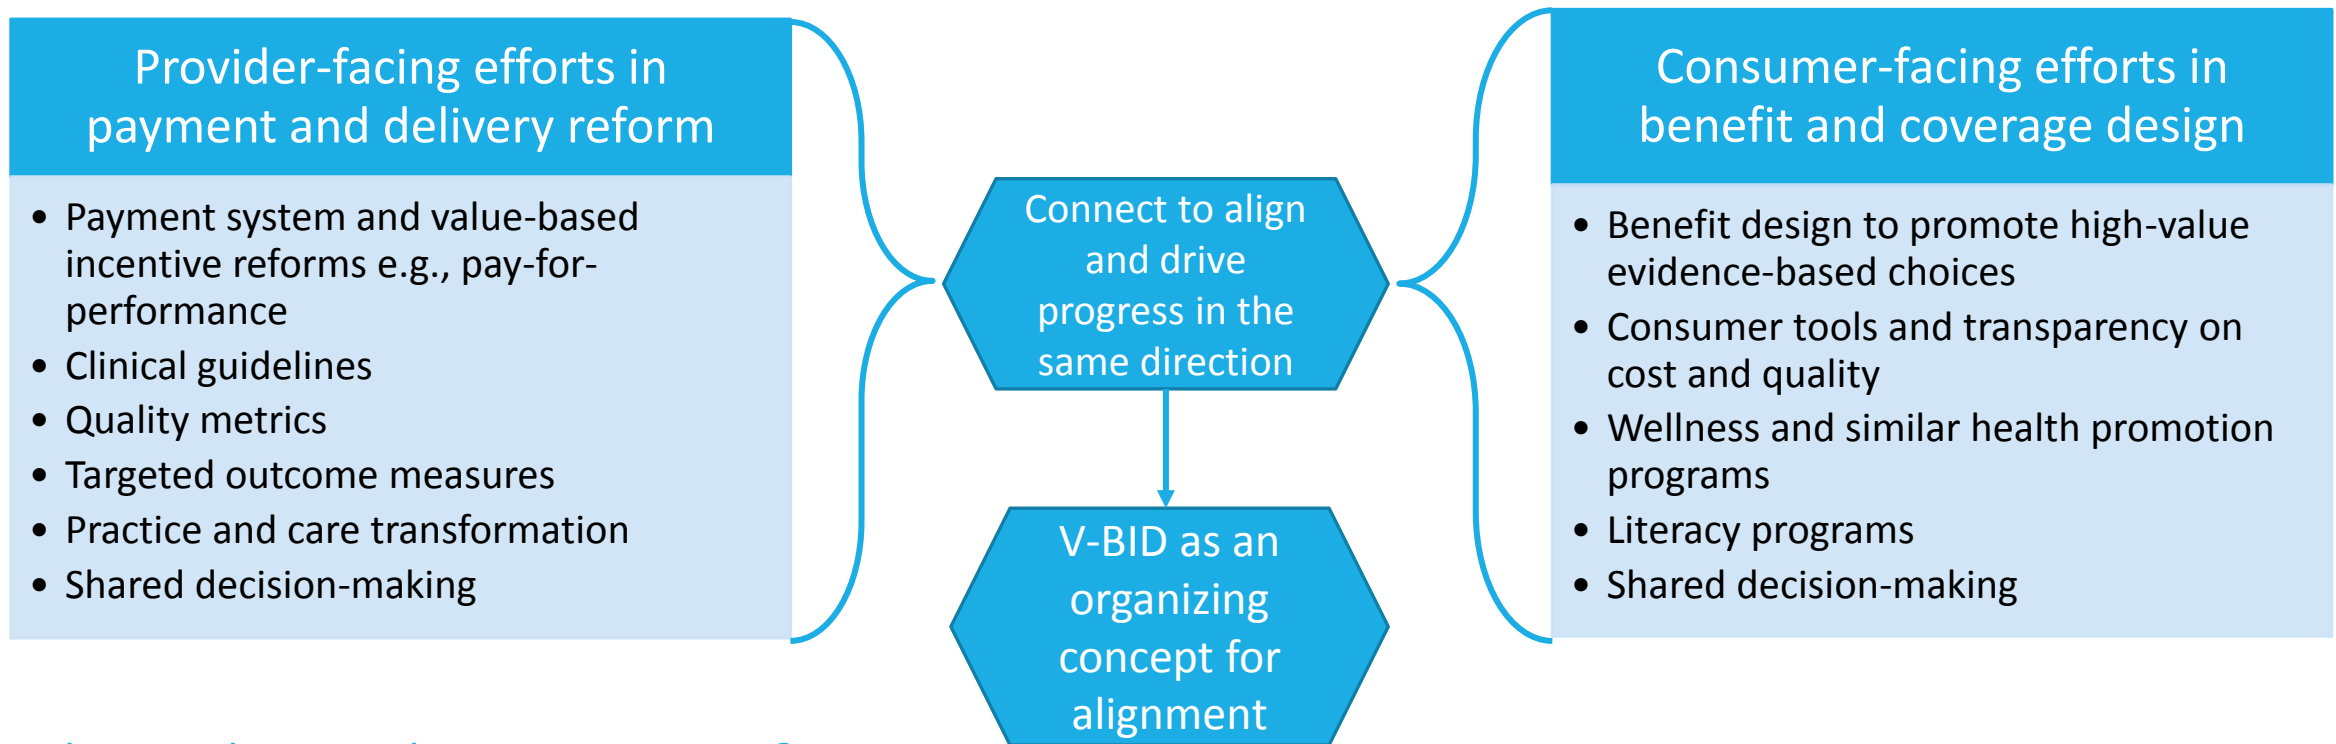 Provider-facing efforts in
payment and delivery reform
• Payment system and value-based
incentive reforms e.g., pay-for-
performance
• Clinical guidelines
• Quality metrics
• Targeted outcome measures
• Practice and care transformation
• Shared decision-making
Connect to align
and drive
progress in the
same direction
V-BID as an
organizing
concept for
alignment
Consumer-facing efforts in
benefit and coverage design
• Benefit design to promote high-value
evidence-based choices
• Consumer tools and transparency on
cost and quality
• Wellness and similar health promotion
programs
• Literacy programs
• Shared decision-making